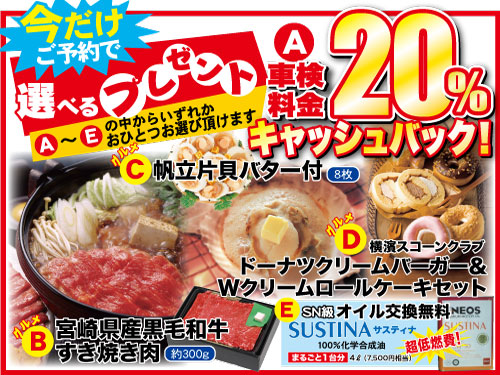 今だけ
ご予約で
選べるプレゼント
A～Eの中からいずれか
おひとつお選び頂けます
A 車検料金 20%
キャッシュバック!
グルメ
C 帆立片貝バター付 8枚
グルメ
D 横濱スコーンクラブ
ドーナツクリームバーガー&
Wクリームロールケーキセット
グルメ
B 宮崎県産黒毛和牛
すき焼き肉 約300g
E SN級 オイル交換無料
SUSTINA サスティナ
100%化学合成油
まるごと1台分 4ℓ (7,500円相当)
超低燃費!
ENEOS
SUSTINA